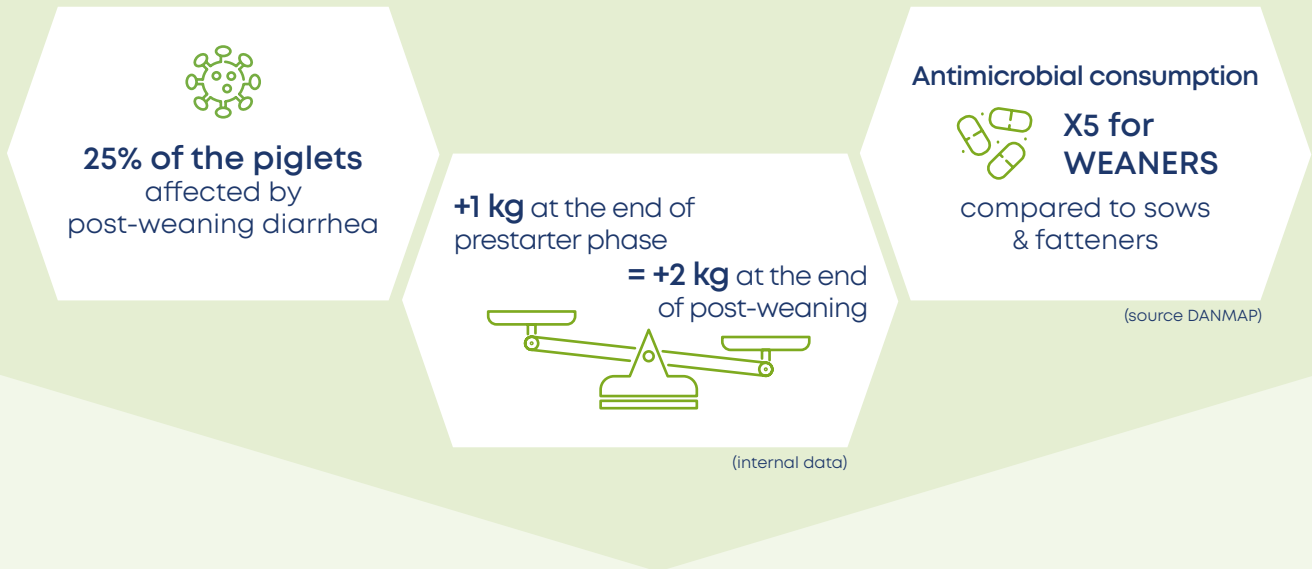 25% of the piglets
affected by
post-weaning diarrhea
+1 kg at the end of
prestarter phase
= +2 kg at the end
of post-weaning
(internal data)
Antimicrobial consumption
X5 for
WEANERS
compared to sows
& fatteners
(source DANMAP)